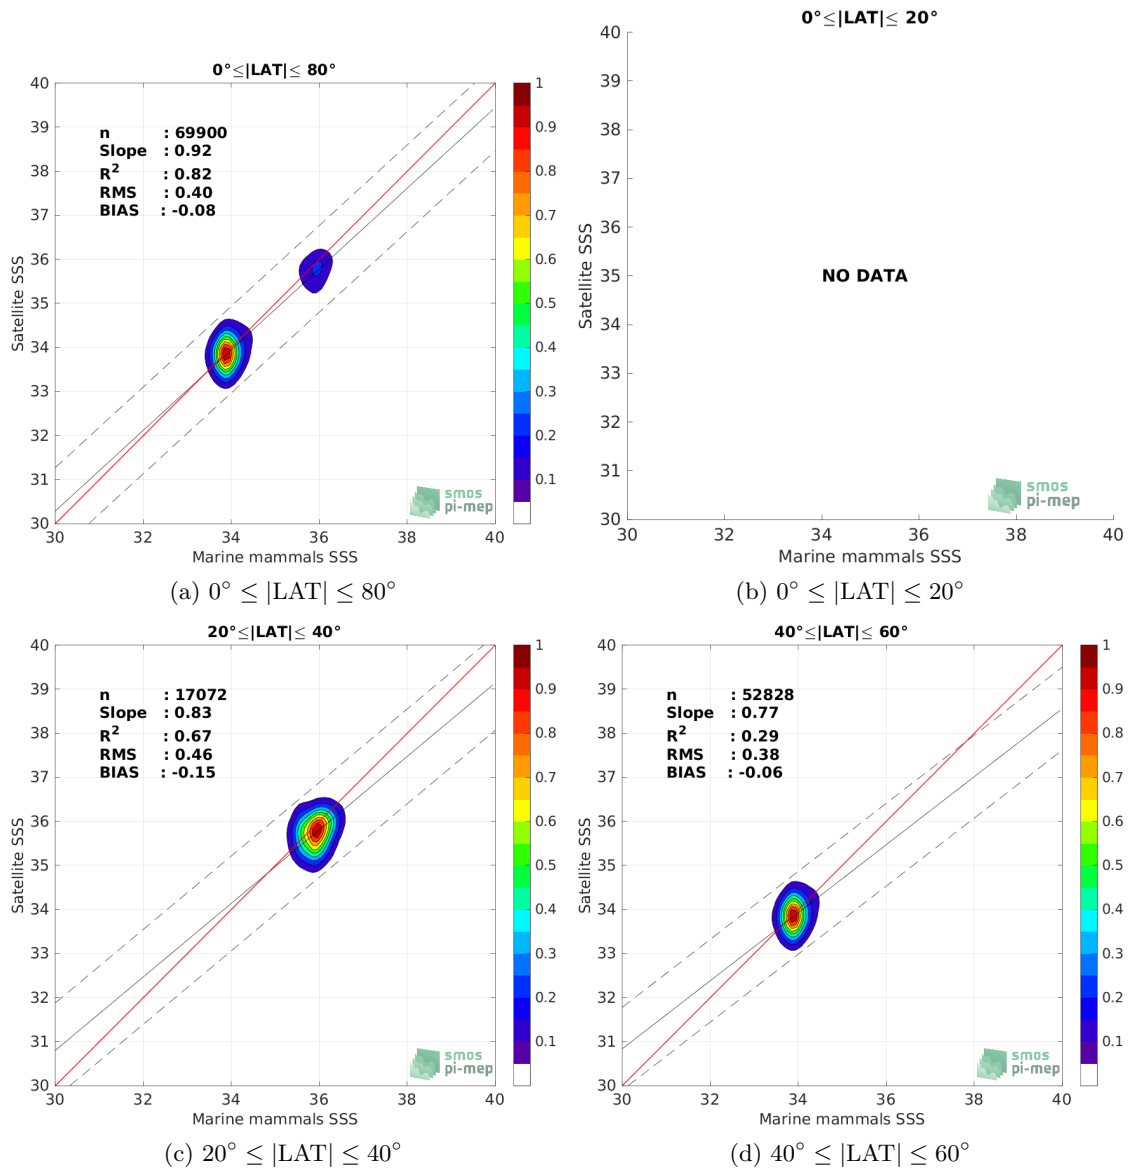 0°≤|LAT|≤ 80°
40
39
38
37
36
35
34
33
32
31
30
Satellite SSS
n : 69900
Slope : 0.92
R² : 0.82
RMS : 0.40
BIAS : -0.08
smos
pi-mep
30 32 34 36 38 40
Marine mammals SSS
1
0.9
0.8
0.7
0.6
0.5
0.4
0.3
0.2
0.1
(a) 0° ≤ |LAT| ≤ 80°
0°≤|LAT|≤ 20°
40
39
38
37
36
35
34
33
32
31
30
Satellite SSS
NO DATA
smos
pi-mep
30 32 34 36 38 40
Marine mammals SSS
(b) 0° ≤ |LAT| ≤ 20°
20°≤|LAT|≤ 40°
40
39
38
37
36
35
34
33
32
31
30
Satellite SSS
n : 17072
Slope : 0.83
R² : 0.67
RMS : 0.46
BIAS : -0.15
smos
pi-mep
30 32 34 36 38 40
Marine mammals SSS
1
0.9
0.8
0.7
0.6
0.5
0.4
0.3
0.2
0.1
(c) 20° ≤ |LAT| ≤ 40°
40°≤|LAT|≤ 60°
40
39
38
37
36
35
34
33
32
31
30
Satellite SSS
n : 52828
Slope : 0.77
R² : 0.29
RMS : 0.38
BIAS : -0.06
smos
pi-mep
30 32 34 36 38 40
Marine mammals SSS
1
0.9
0.8
0.7
0.6
0.5
0.4
0.3
0.2
0.1
(d) 40° ≤ |LAT| ≤ 60°